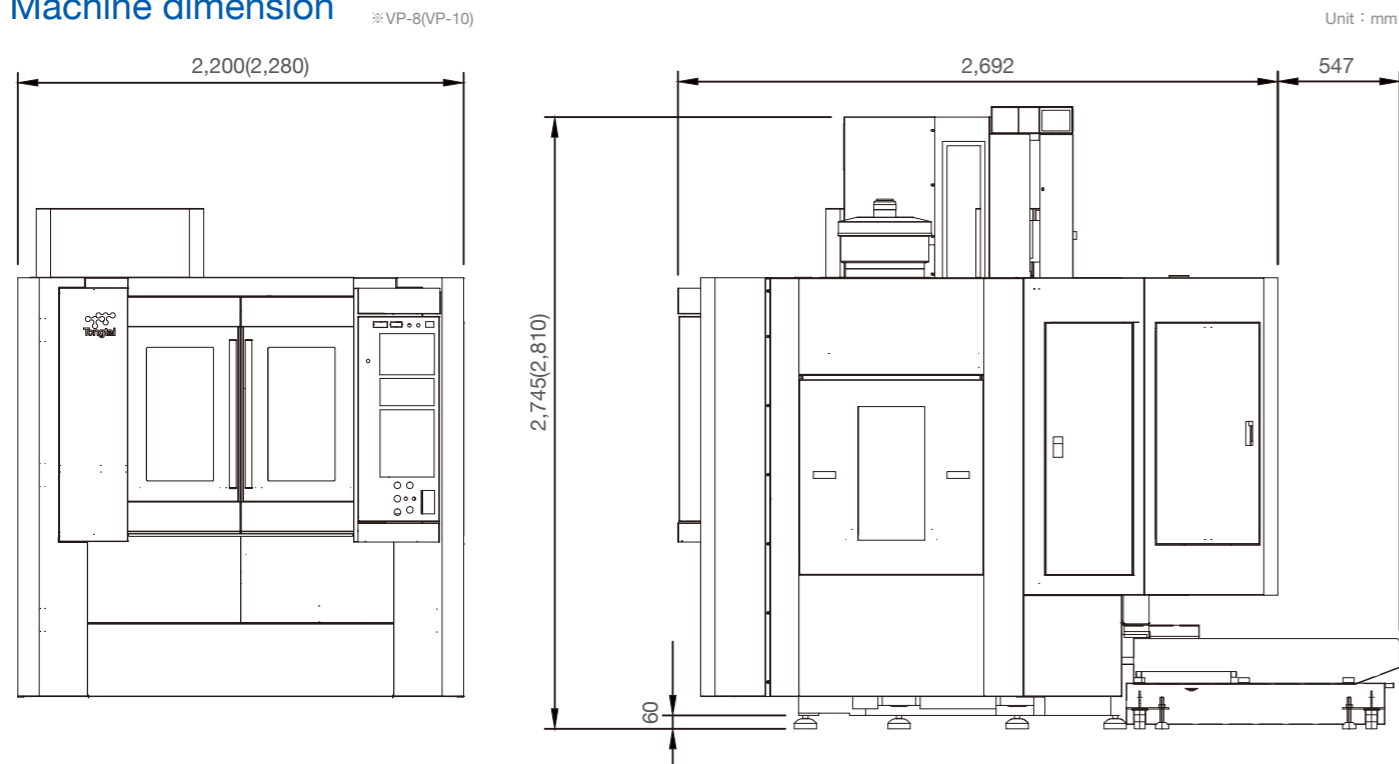 Machine dimension
※VP-8(VP-10)
Unit：mm
2,200(2,280)
2,692
547
2,745(2,810)
60
Tongtai